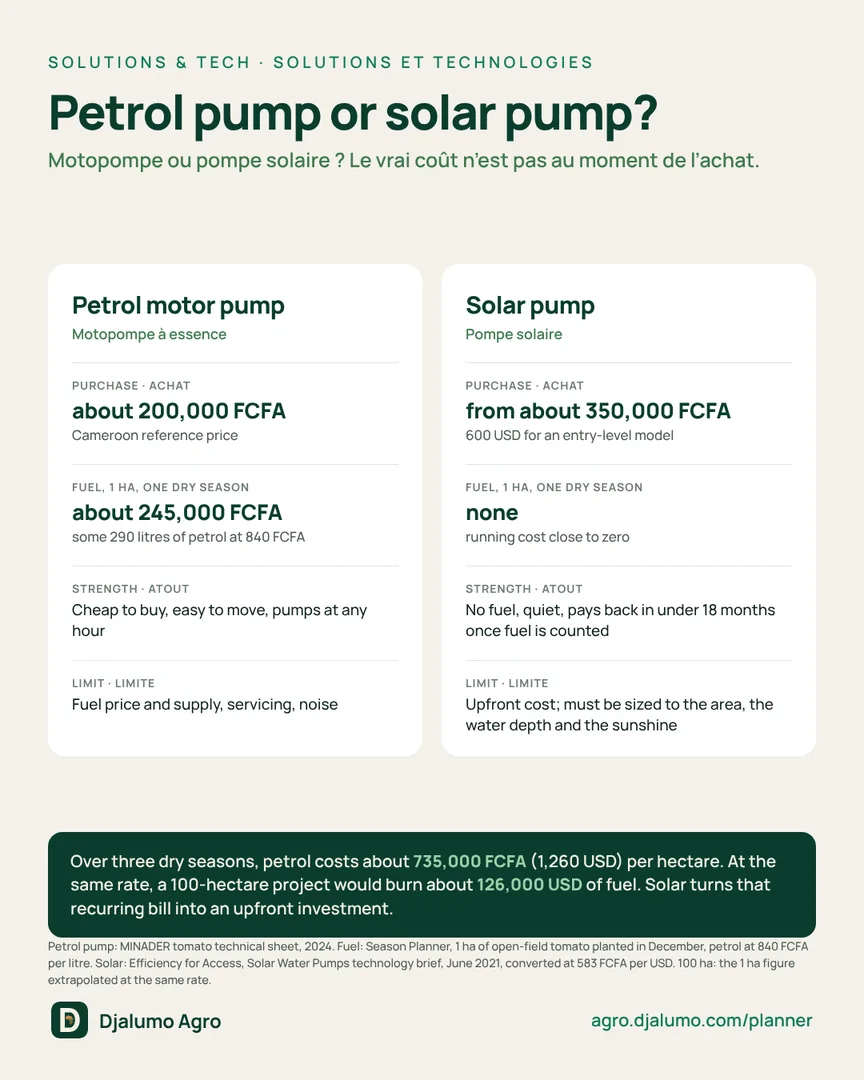 SOLUTIONS & TECH · SOLUTIONS ET TECHNOLOGIES
Petrol pump or solar pump?
Motopompe ou pompe solaire ? Le vrai coût n’est pas au moment de l’achat.
Petrol motor pump
Motopompe à essence
PURCHASE · ACHAT
about 200,000 FCFA
Cameroon reference price
FUEL, 1 HA, ONE DRY SEASON
about 245,000 FCFA
some 290 litres of petrol at 840 FCFA
STRENGTH · ATOUT
Cheap to buy, easy to move, pumps at any
hour
LIMIT · LIMITE
Fuel price and supply, servicing, noise
Solar pump
Pompe solaire
PURCHASE · ACHAT
from about 350,000 FCFA
600 USD for an entry-level model
FUEL, 1 HA, ONE DRY SEASON
none
running cost close to zero
STRENGTH · ATOUT
No fuel, quiet, pays back in under 18 months
once fuel is counted
LIMIT · LIMITE
Upfront cost; must be sized to the area, the
water depth and the sunshine
Over three dry seasons, petrol costs about 735,000 FCFA (1,260 USD) per hectare. At the
same rate, a 100-hectare project would burn about 126,000 USD of fuel. Solar turns that
recurring bill into an upfront investment.
Petrol pump: MINADER tomato technical sheet, 2024. Fuel: Season Planner, 1 ha of open-field tomato planted in December, petrol at 840 FCFA
per litre. Solar: Efficiency for Access, Solar Water Pumps technology brief, June 2021, converted at 583 FCFA per USD. 100 ha: the 1 ha figure
extrapolated at the same rate.
D Djalumo Agro
agro.djalumo.com/planner